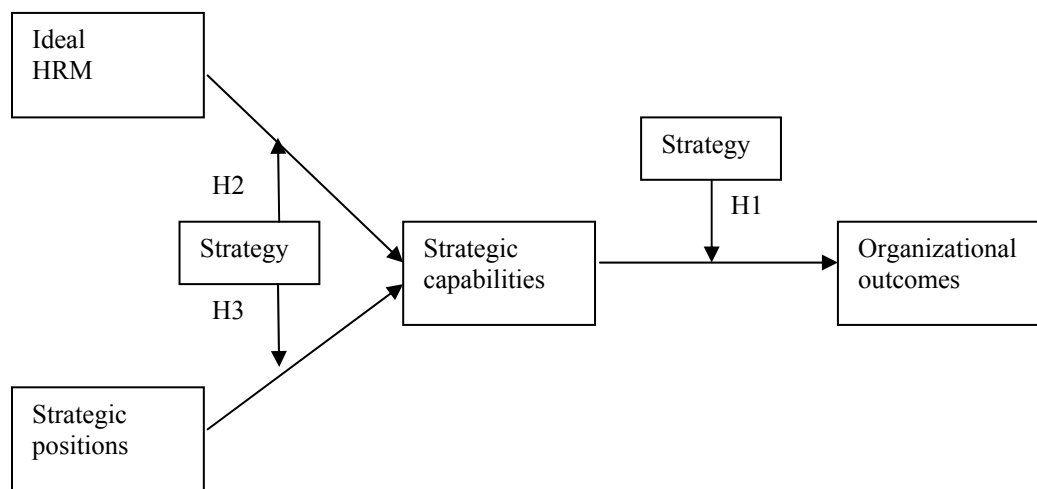 Ideal
HRM
Strategy
H1
H2
Strategy
Strategic
capabilities
Organizational
outcomes
H3
Strategic
positions